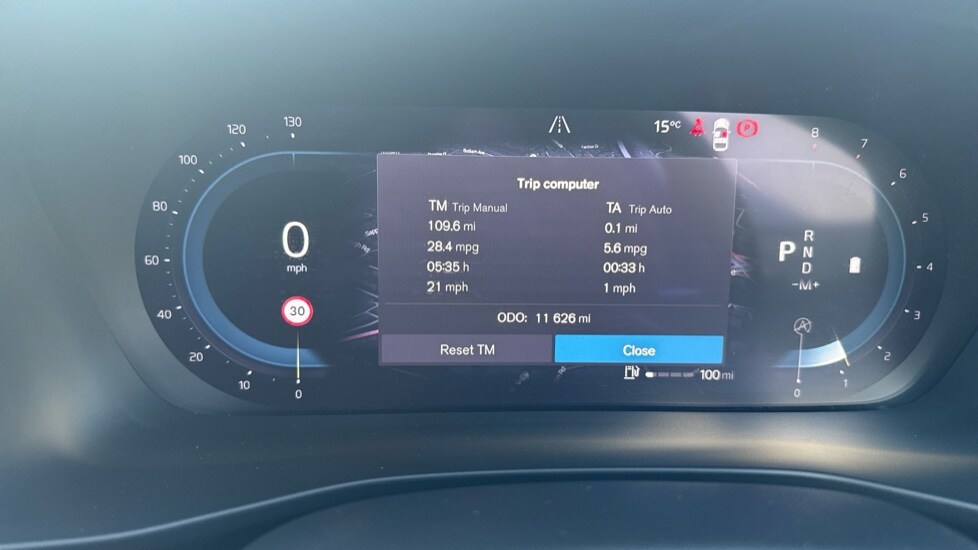 130
120
100
80
60
40
20
10
0
0
mph
30
15°C
P
Trip computer
TM Trip Manual
109.6 mi
28.4 mpg
05:35 h
21 mph
TA Trip Auto
0.1 mi
5.6 mpg
00:33 h
1 mph
ODO: 11 626 mi
Reset TM
Close
100 mi
8
7
6
5
4
3
2
1
0
P
R
N
D
-M+
A